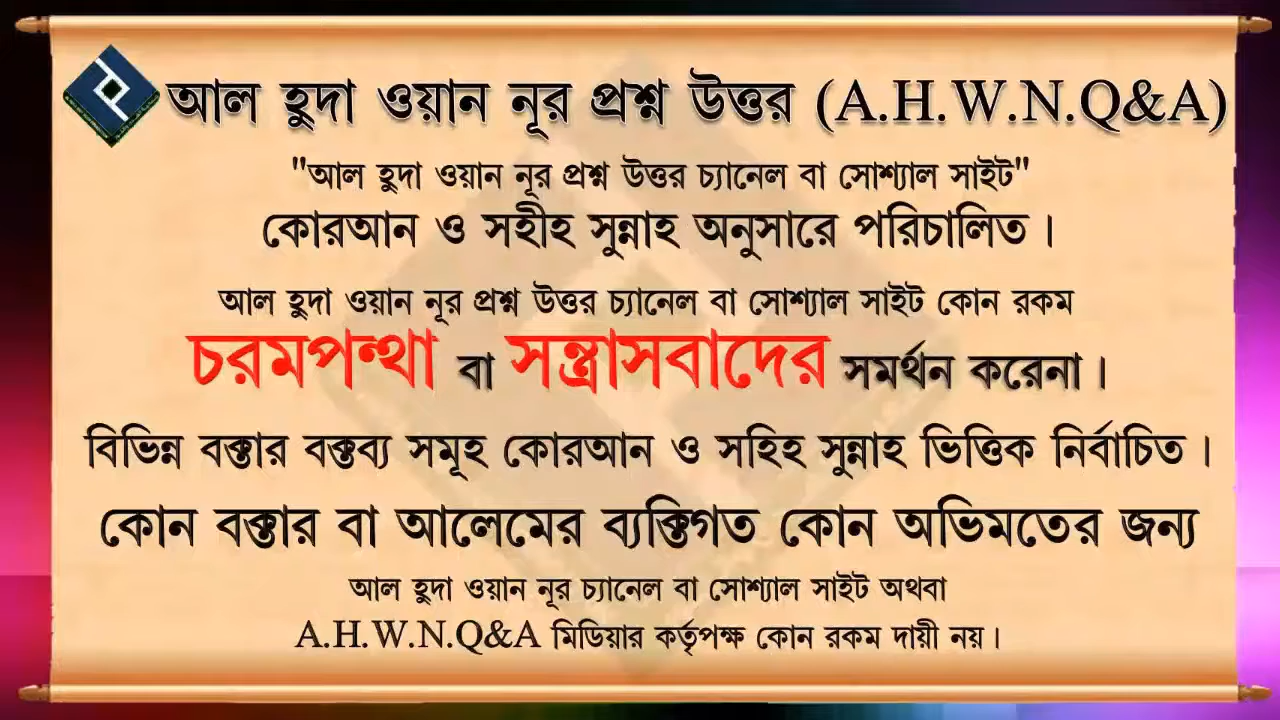 আল হুদা ওয়ান নূর প্রশ্ন উত্তর (A.H.W.N.Q&A)
"আল হুদা ওয়ান নূর প্রশ্ন উত্তর চ্যানেল বা সোশ্যাল সাইট"
কোরআন ও সহীহ সুন্নাহ অনুসারে পরিচালিত।
আল হুদা ওয়ান নূর প্রশ্ন উত্তর চ্যানেল বা সোশ্যাল সাইট কোন রকম
চরমপন্থা বা সন্ত্রাসবাদের সমর্থন করেনা।
বিভিন্ন বক্তার বক্তব্য সমূহ কোরআন ও সহিহ সুন্নাহ ভিত্তিক নির্বাচিত।
কোন বক্তার বা আলেমের ব্যক্তিগত কোন অভিমতের জন্য
আল হুদা ওয়ান নূর চ্যানেল বা সোশ্যাল সাইট অথবা
A.H.W.N.Q&A মিডিয়ার কর্তৃপক্ষ কোন রকম দায়ী নয়।